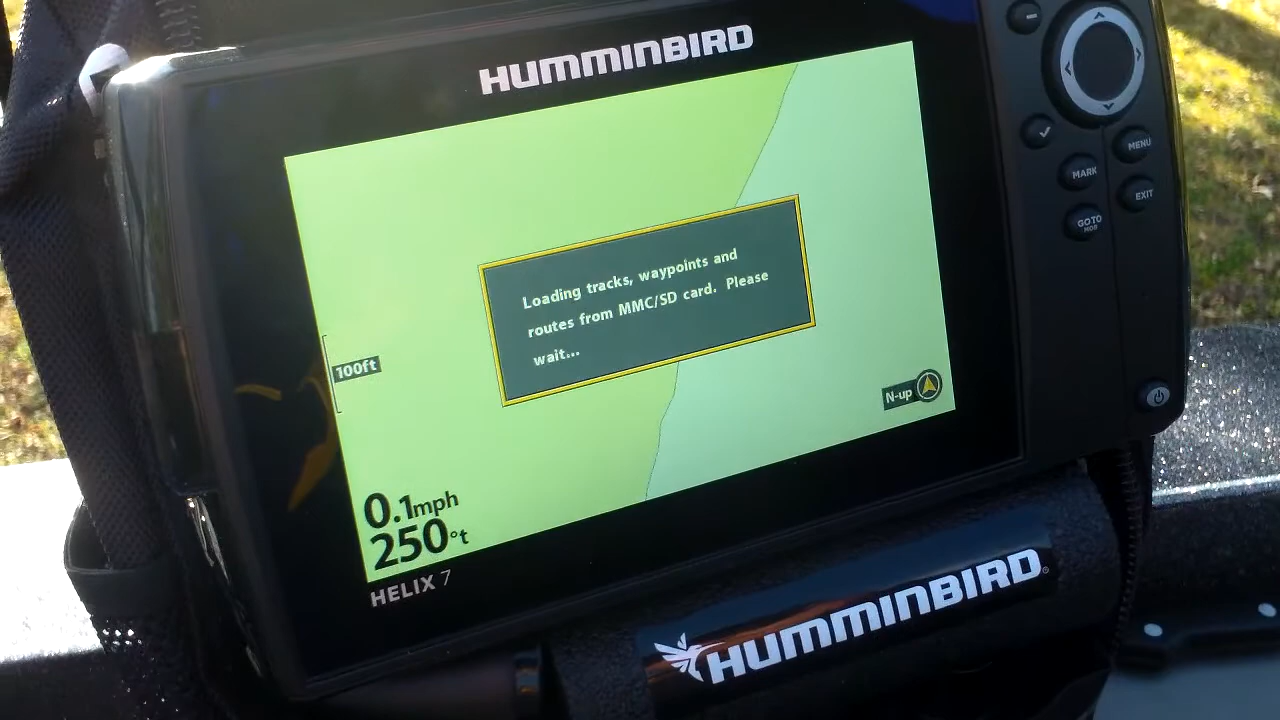 HUMMINBIRD
Loading tracks, waypoints and
routes from MMC/SD card. Please
wait...
100ft
N-up
0.1mph
250°t
HELIX 7
MENU
MARK
EXIT
GOTO
MOB
HUMMINBIRD